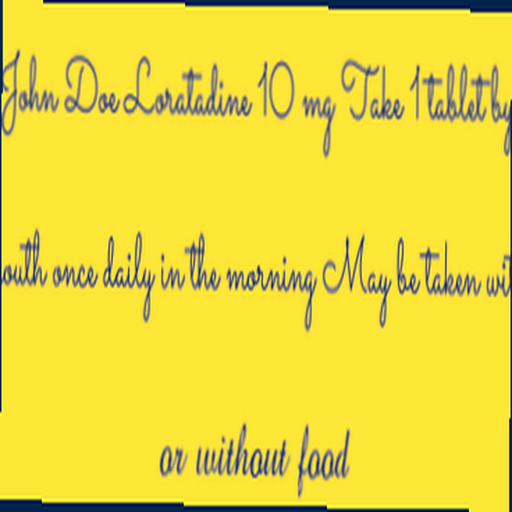 John Doe Loratadine 10 mg Take 1 tablet by
outh once daily in the morning May be taken wit
or without food